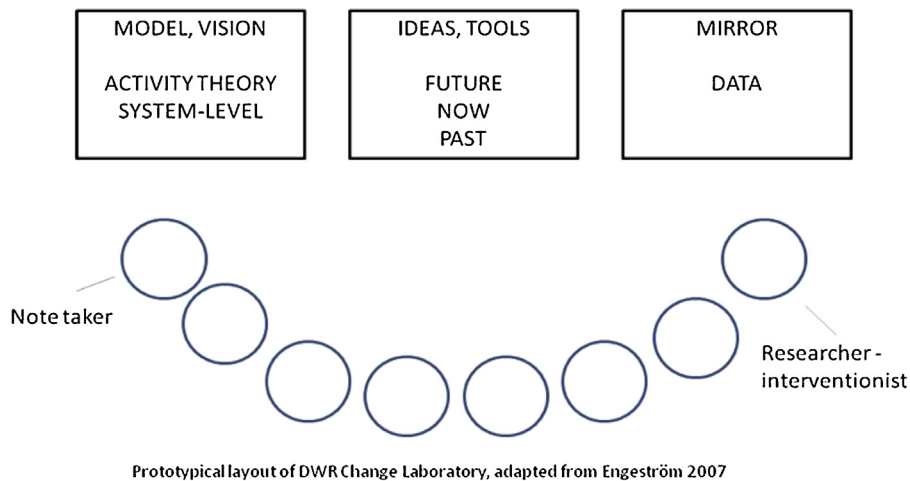 MODEL, VISION
ACTIVITY THEORY
SYSTEM-LEVEL
IDEAS, TOOLS
FUTURE
NOW
PAST
MIRROR
DATA
Note taker
Researcher -
interventionist
Prototypical layout of DWR Change Laboratory, adapted from Engeström 2007